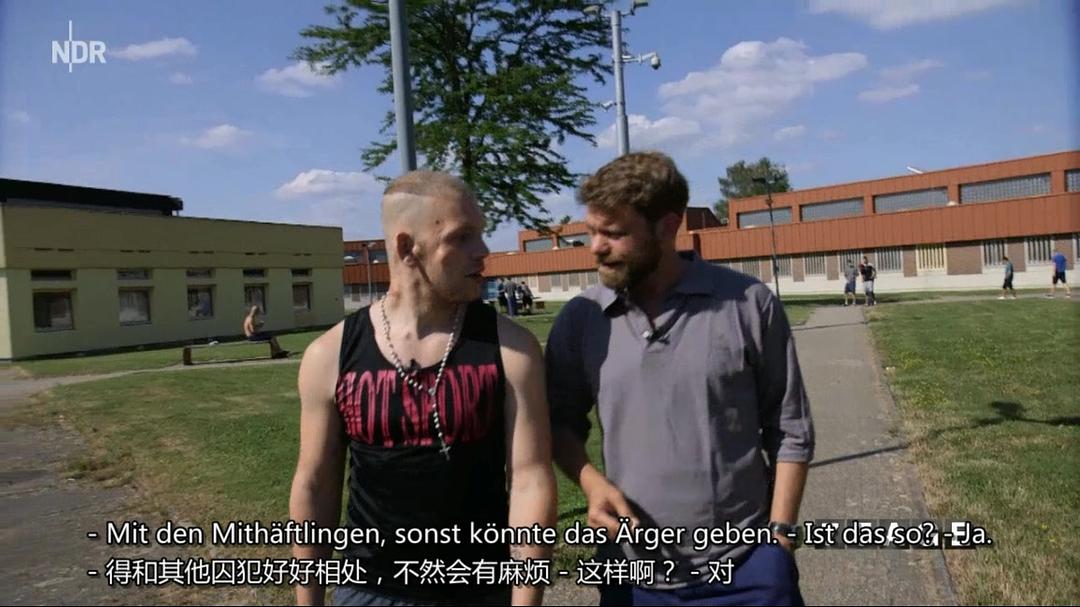 NDR
HOT SPORT
- Mit den Mithäftlingen, sonst könnte das Ärger geben. - Ist das so? - Ja.
- 得和其他囚犯好好相处，不然会有麻烦 - 这样啊？ - 对